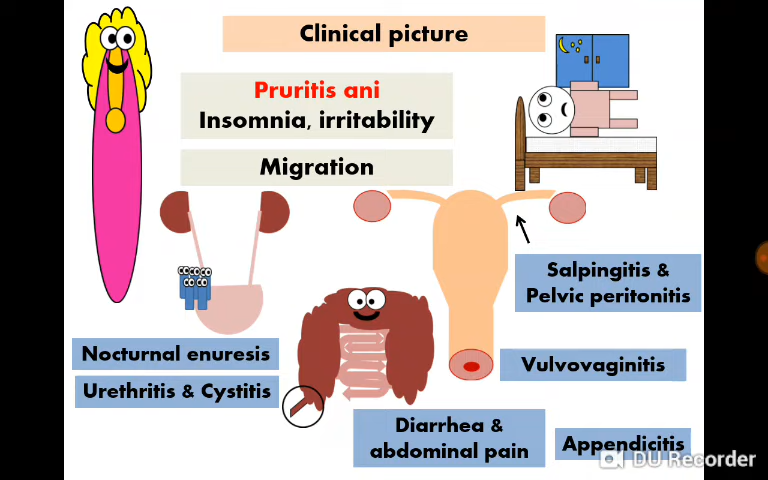 Clinical picture
Pruritis ani
Insomnia, irritability
Migration
Salpingitis &
Pelvic peritonitis
Nocturnal enuresis
Urethritis & Cystitis
Vulvovaginitis
Diarrhea &
abdominal pain
Appendicitis
DU Recorder